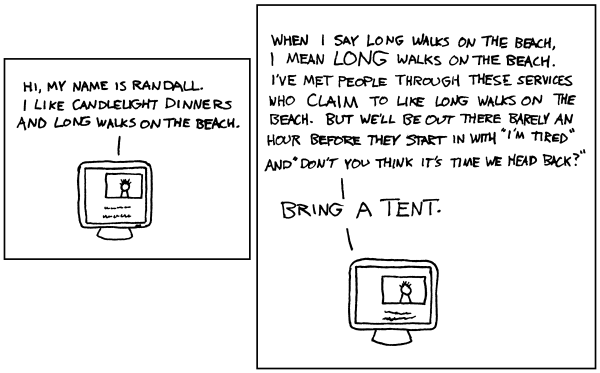 HI, MY NAME IS RANDALL.
I LIKE CANDLELIGHT DINNERS
AND LONG WALKS ON THE BEACH.
WHEN I SAY LONG WALKS ON THE BEACH,
I MEAN LONG WALKS ON THE BEACH.
I'VE MET PEOPLE THROUGH THESE SERVICES
WHO CLAIM TO LIKE LONG WALKS ON THE
BEACH. BUT WE'LL BE OUT THERE BARELY AN
HOUR BEFORE THEY START IN WITH "I'M TIRED"
AND "DON'T YOU THINK IT'S TIME WE HEAD BACK?"
BRING A TENT.